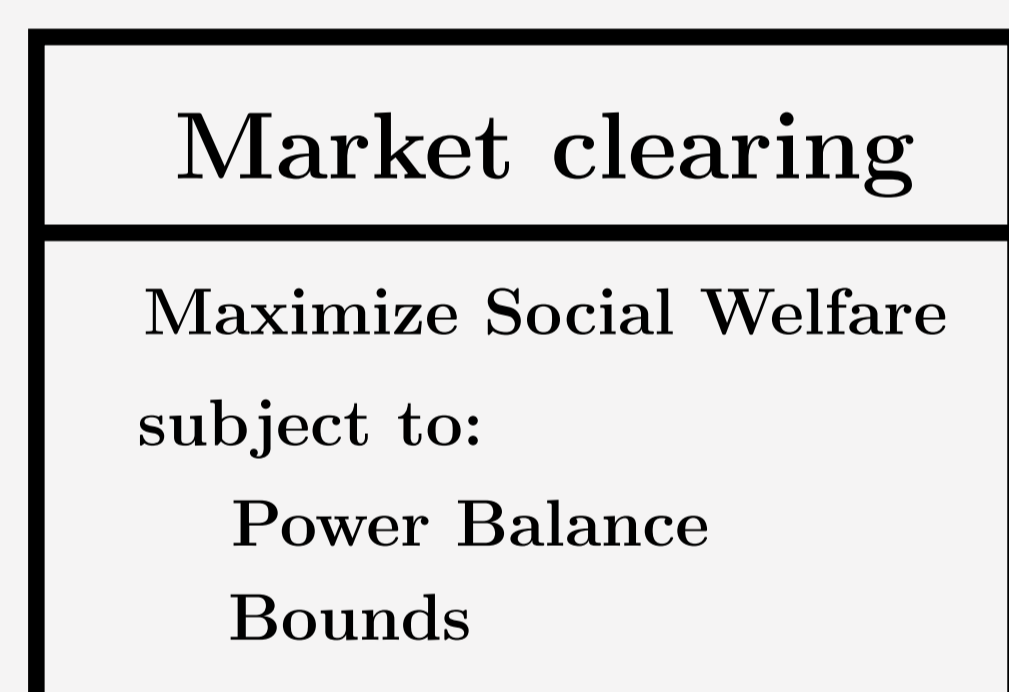 Market clearing
Maximize Social Welfare
subject to:
Power Balance
Bounds